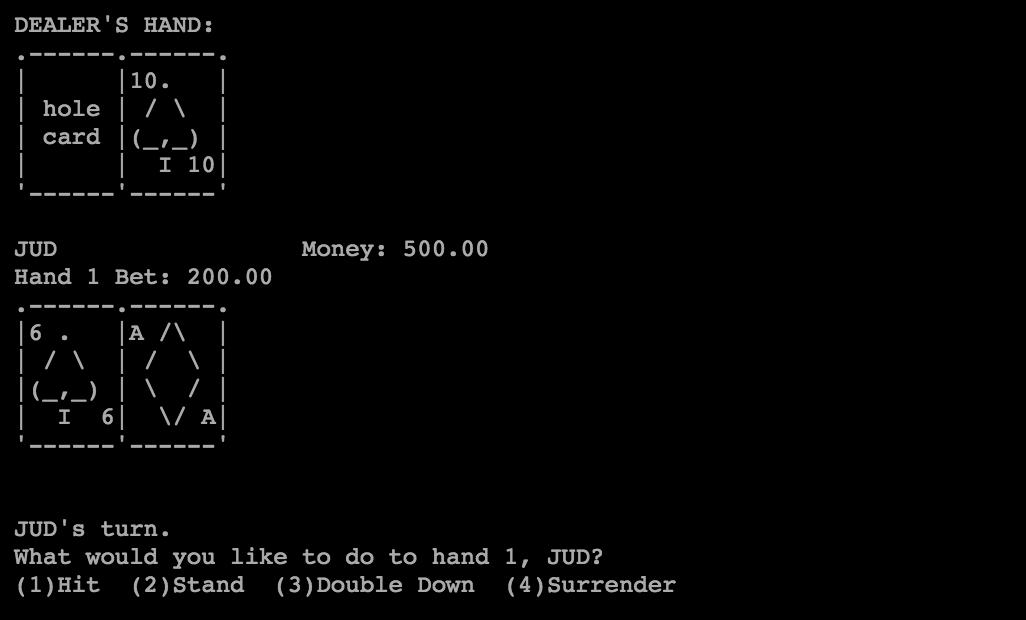 DEALER'S HAND:
.------.------.
|      |10.   |
| hole | / \  |
| card |(_,_) |
|      |  I 10|
'------'------'
JUD                 Money: 500.00
Hand 1 Bet: 200.00
.------.------.
|6 .   |A /\  |
| / \  | /  \ |
|(_,_) | \  / |
|  I  6|  \/ A|
'------'------'
JUD's turn.
What would you like to do to hand 1, JUD?
(1)Hit  (2)Stand  (3)Double Down  (4)Surrender